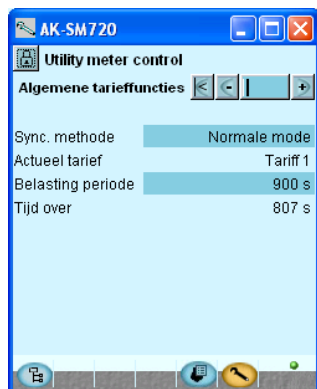 AK-SM720
Utility meter control
Algemene tarieffuncties
Sync. methode Normale mode
Actueel tarief Tariff 1
Belasting periode 900 s
Tijd over 807 s